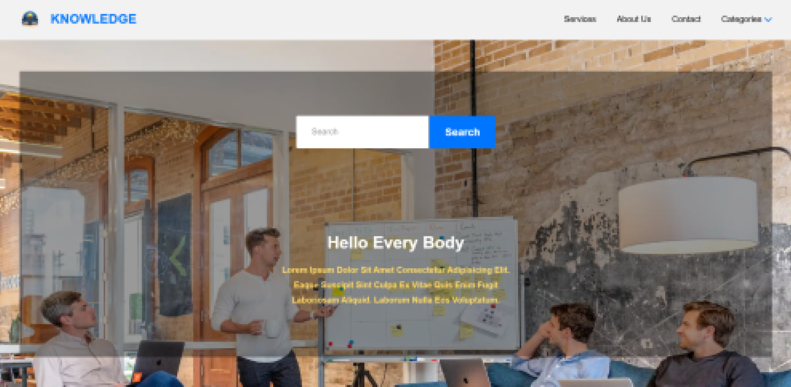 KNOWLEDGE
Services About Us Contact Categories
Search Search
Hello Every Body
Lorem Ipsum Dolor Sit Amet Consectetur Adipisicing Elit.
Eaque Suscipit Sint Culpa Ex Vitae Quis Enim Fugit
Laboriosam Aliquid. Laborum Nulla Eos Voluptatum.